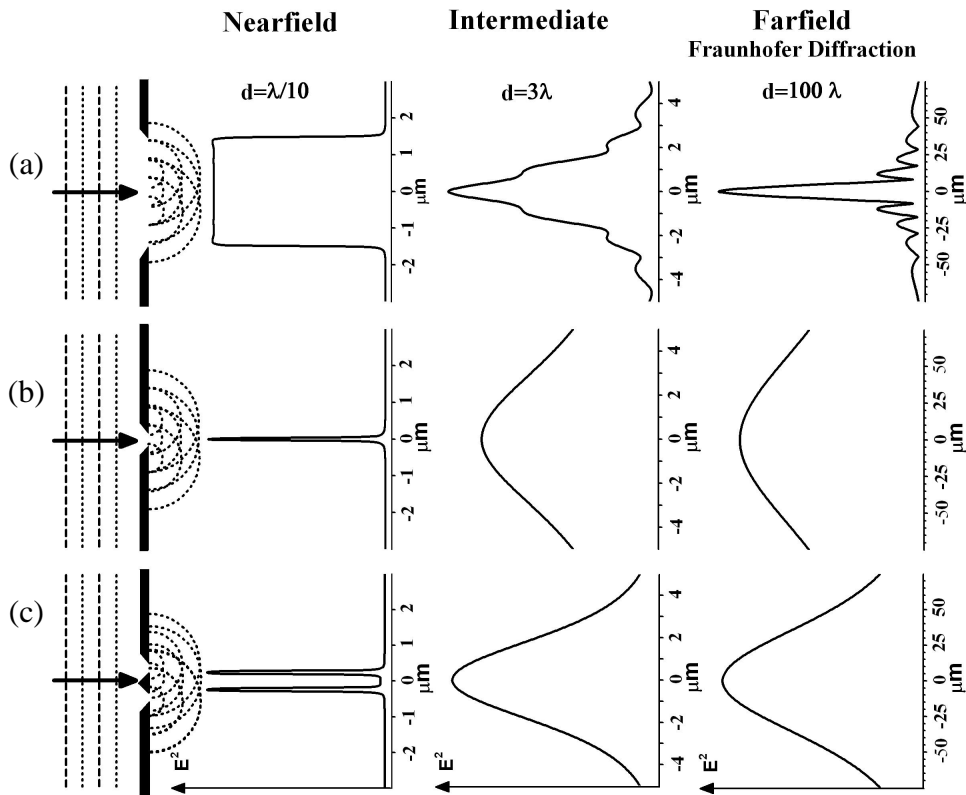 Nearfield
Intermediate
Farfield
Fraunhofer Diffraction
d=λ/10
d=3λ
d=100 λ
(a)
2
1
0
-1
-2
μm
4
2
0
-2
-4
μm
50
25
0
-25
-50
μm
(b)
2
1
0
-1
-2
μm
4
2
0
-2
-4
μm
50
25
0
-25
-50
μm
(c)
2
1
0
-1
-2
μm
E²
4
2
0
-2
-4
μm
E²
50
25
0
-25
-50
μm
E²